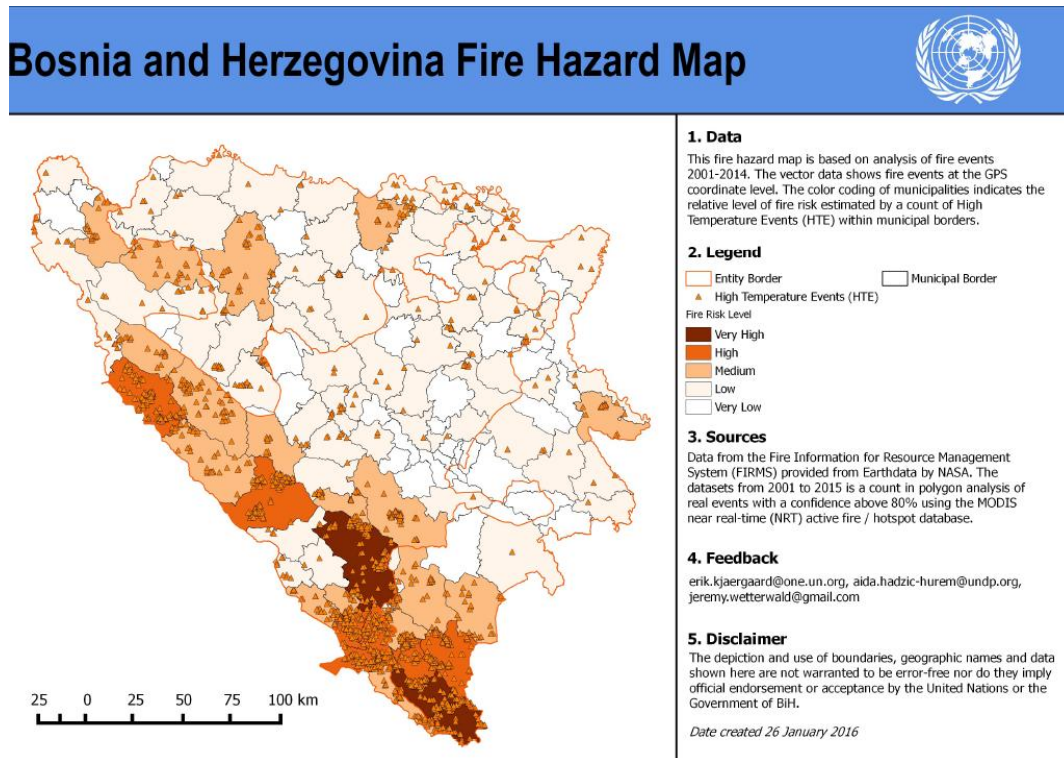 Bosnia and Herzegovina Fire Hazard Map
1. Data
This fire hazard map is based on analysis of fire events
2001-2014. The vector data shows fire events at the GPS
coordinate level. The color coding of municipalities indicates the
relative level of fire risk estimated by a count of High
Temperature Events (HTE) within municipal borders.
2. Legend
Entity Border
Municipal Border
High Temperature Events (HTE)
Fire Risk Level
Very High
High
Medium
Low
Very Low
3. Sources
Data from the Fire Information for Resource Management
System (FIRMS) provided from Earthdata by NASA. The
datasets from 2001 to 2015 is a count in polygon analysis of
real events with a confidence above 80% using the MODIS
near real-time (NRT) active fire / hotspot database.
4. Feedback
erik.kjaergaard@one.un.org, aida.hadzic-hurem@undp.org,
jeremy.wetterwald@gmail.com
5. Disclaimer
The depiction and use of boundaries, geographic names and data
shown here are not warranted to be error-free nor do they imply
official endorsement or acceptance by the United Nations or the
Government of BiH.
Date created 26 January 2016
25 0 25 50 75 100 km